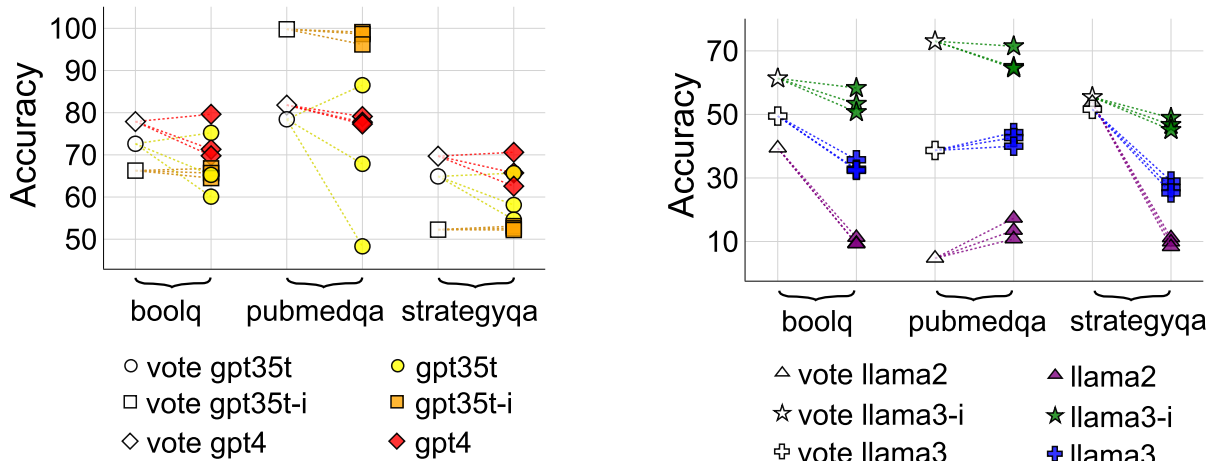 Accuracy
100
90
80
70
60
50
boolq pubmedqa strategyqa
vote gpt35t gpt35t
vote gpt35t-i gpt35t-i
vote gpt4 gpt4
Accuracy
70
50
30
10
boolq pubmedqa strategyqa
vote llama2 llama2
vote llama3-i llama3-i
vote llama3 llama3